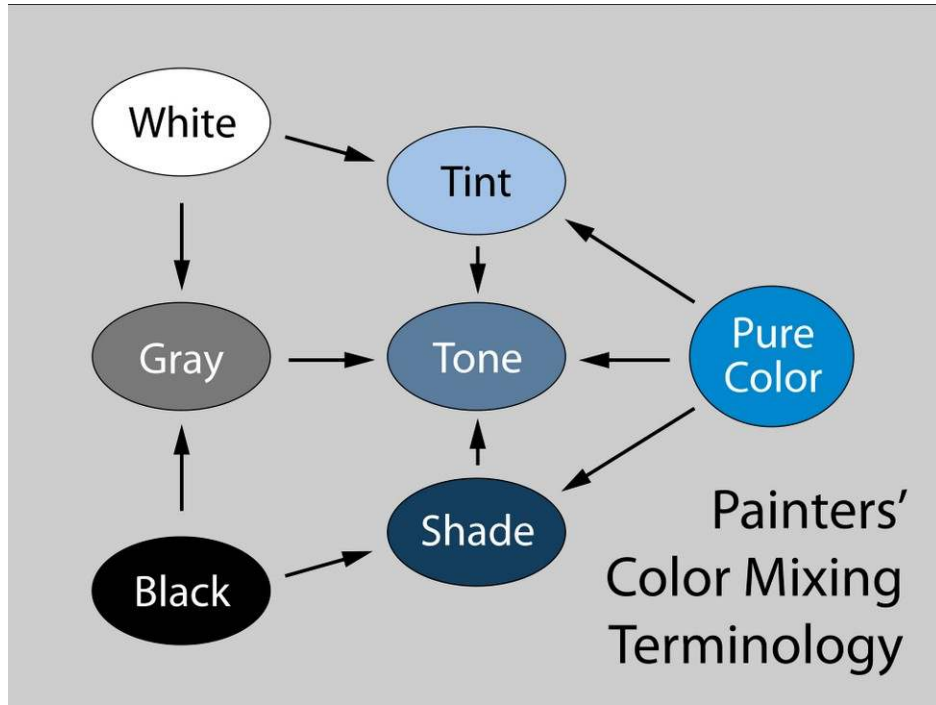 White
Tint
Gray
Tone
Pure
Color
Shade
Black
Painters’
Color Mixing
Terminology